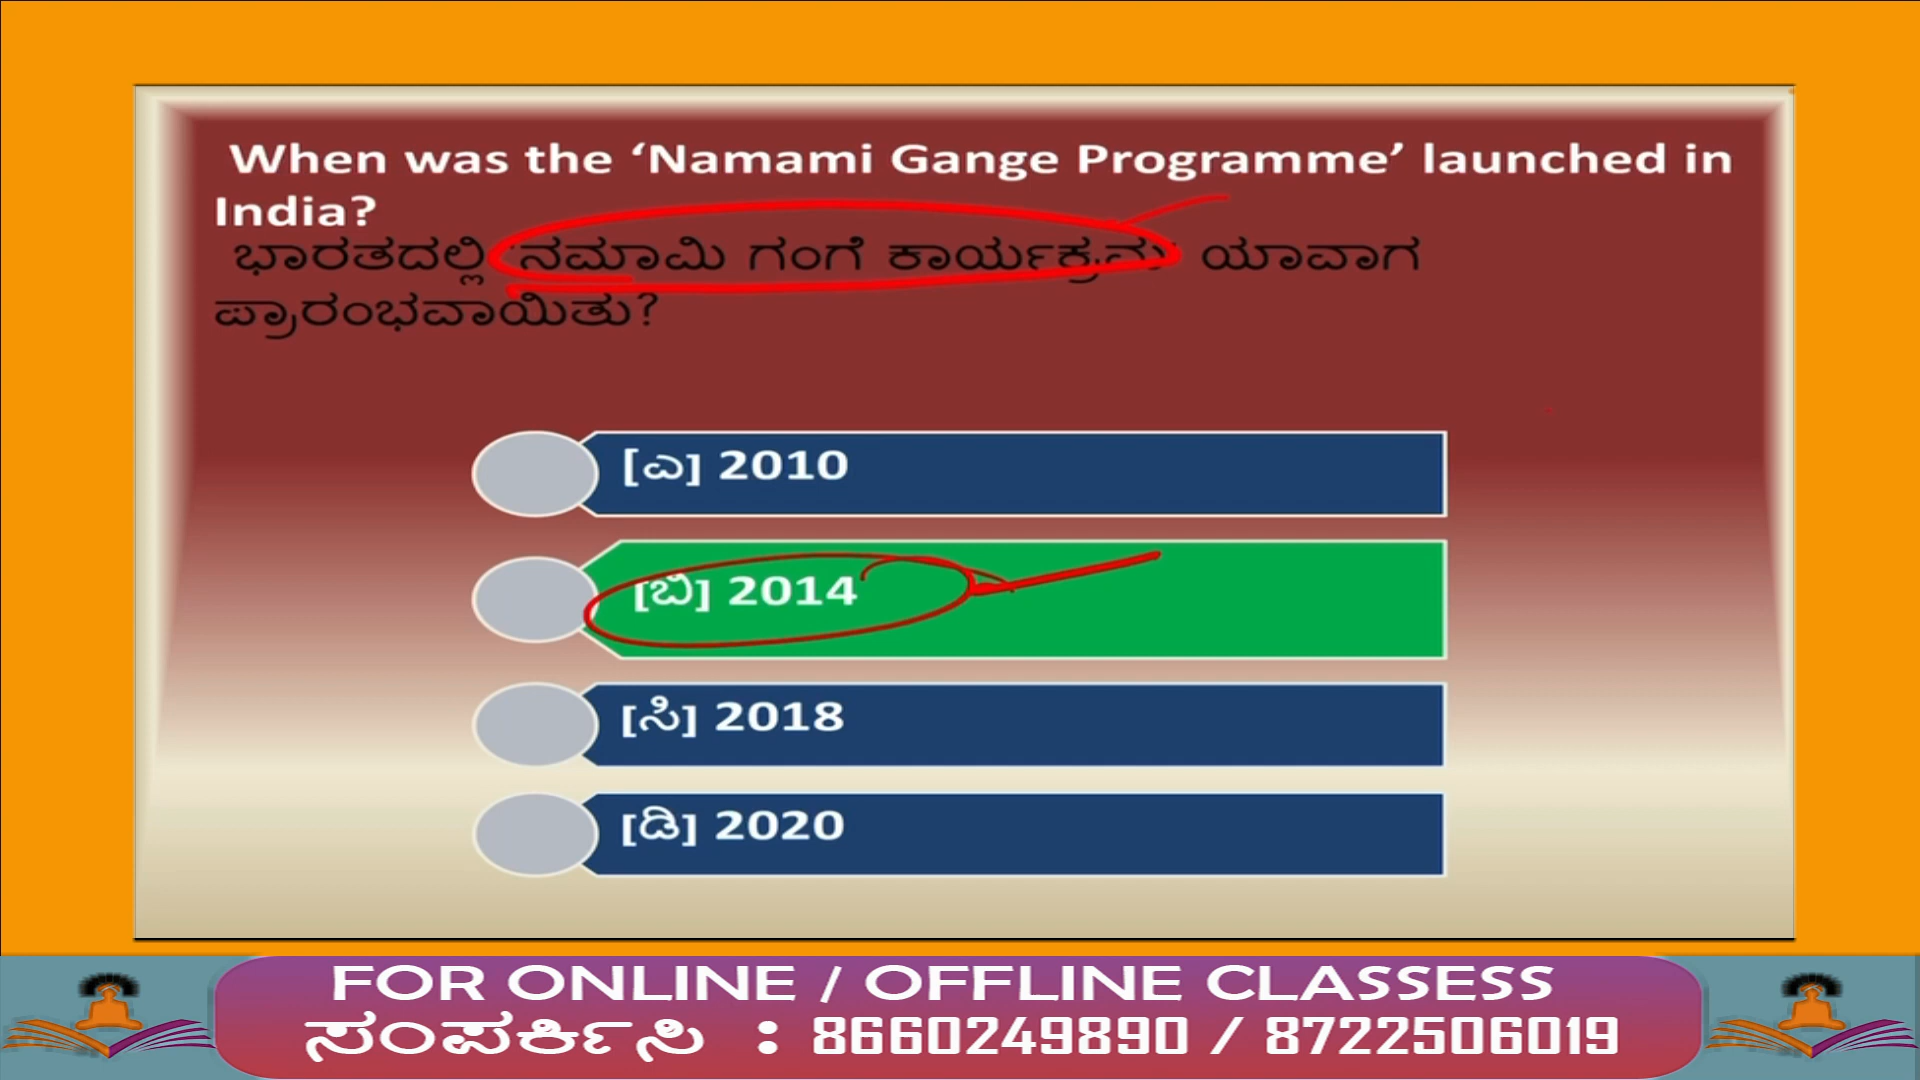 When was the ‘Namami Gange Programme’ launched in
India?
ಭಾರತದಲ್ಲಿ ‘ನಮಾಮಿ ಗಂಗೆ ಕಾರ್ಯಕ್ರಮ’ ಯಾವಾಗ
ಪ್ರಾರಂಭವಾಯಿತು?
[ಎ] 2010
[ಬಿ] 2014
[ಸಿ] 2018
[ಡಿ] 2020
FOR ONLINE / OFFLINE CLASSESS
ಸಂಪರ್ಕಿಸಿ : 8660249890 / 8722506019